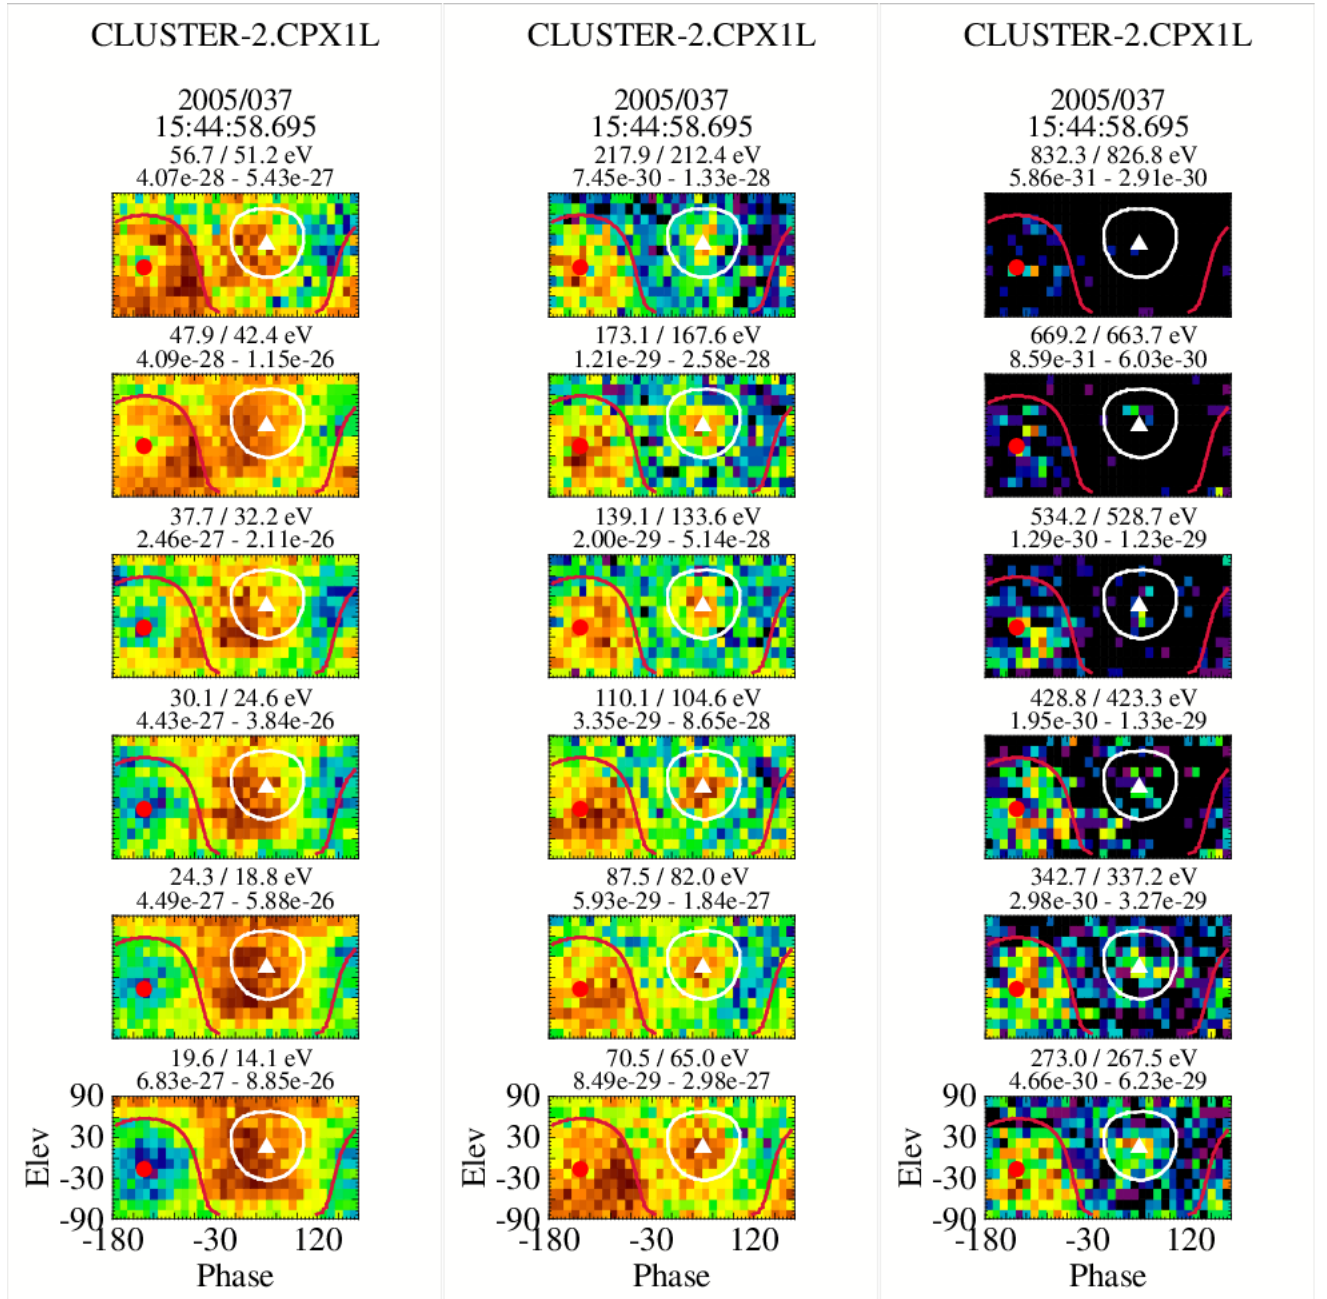 CLUSTER-2.CPX1L
2005/037
15:44:58.695
56.7 / 51.2 eV
4.07e-28 - 5.43e-27
47.9 / 42.4 eV
4.09e-28 - 1.15e-26
37.7 / 32.2 eV
2.46e-27 - 2.11e-26
30.1 / 24.6 eV
4.43e-27 - 3.84e-26
24.3 / 18.8 eV
4.49e-27 - 5.88e-26
19.6 / 14.1 eV
6.83e-27 - 8.85e-26
90
30
-30
-90
Elev
-180 -30 120
Phase
CLUSTER-2.CPX1L
2005/037
15:44:58.695
217.9 / 212.4 eV
7.45e-30 - 1.33e-28
173.1 / 167.6 eV
1.21e-29 - 2.58e-28
139.1 / 133.6 eV
2.00e-29 - 5.14e-28
110.1 / 104.6 eV
3.35e-29 - 8.65e-28
87.5 / 82.0 eV
5.93e-29 - 1.84e-27
70.5 / 65.0 eV
8.49e-29 - 2.98e-27
90
30
-30
-90
Elev
-180 -30 120
Phase
CLUSTER-2.CPX1L
2005/037
15:44:58.695
832.3 / 826.8 eV
5.86e-31 - 2.91e-30
669.2 / 663.7 eV
8.59e-31 - 6.03e-30
534.2 / 528.7 eV
1.29e-30 - 1.23e-29
428.8 / 423.3 eV
1.95e-30 - 1.33e-29
342.7 / 337.2 eV
2.98e-30 - 3.27e-29
273.0 / 267.5 eV
4.66e-30 - 6.23e-29
90
30
-30
-90
Elev
-180 -30 120
Phase